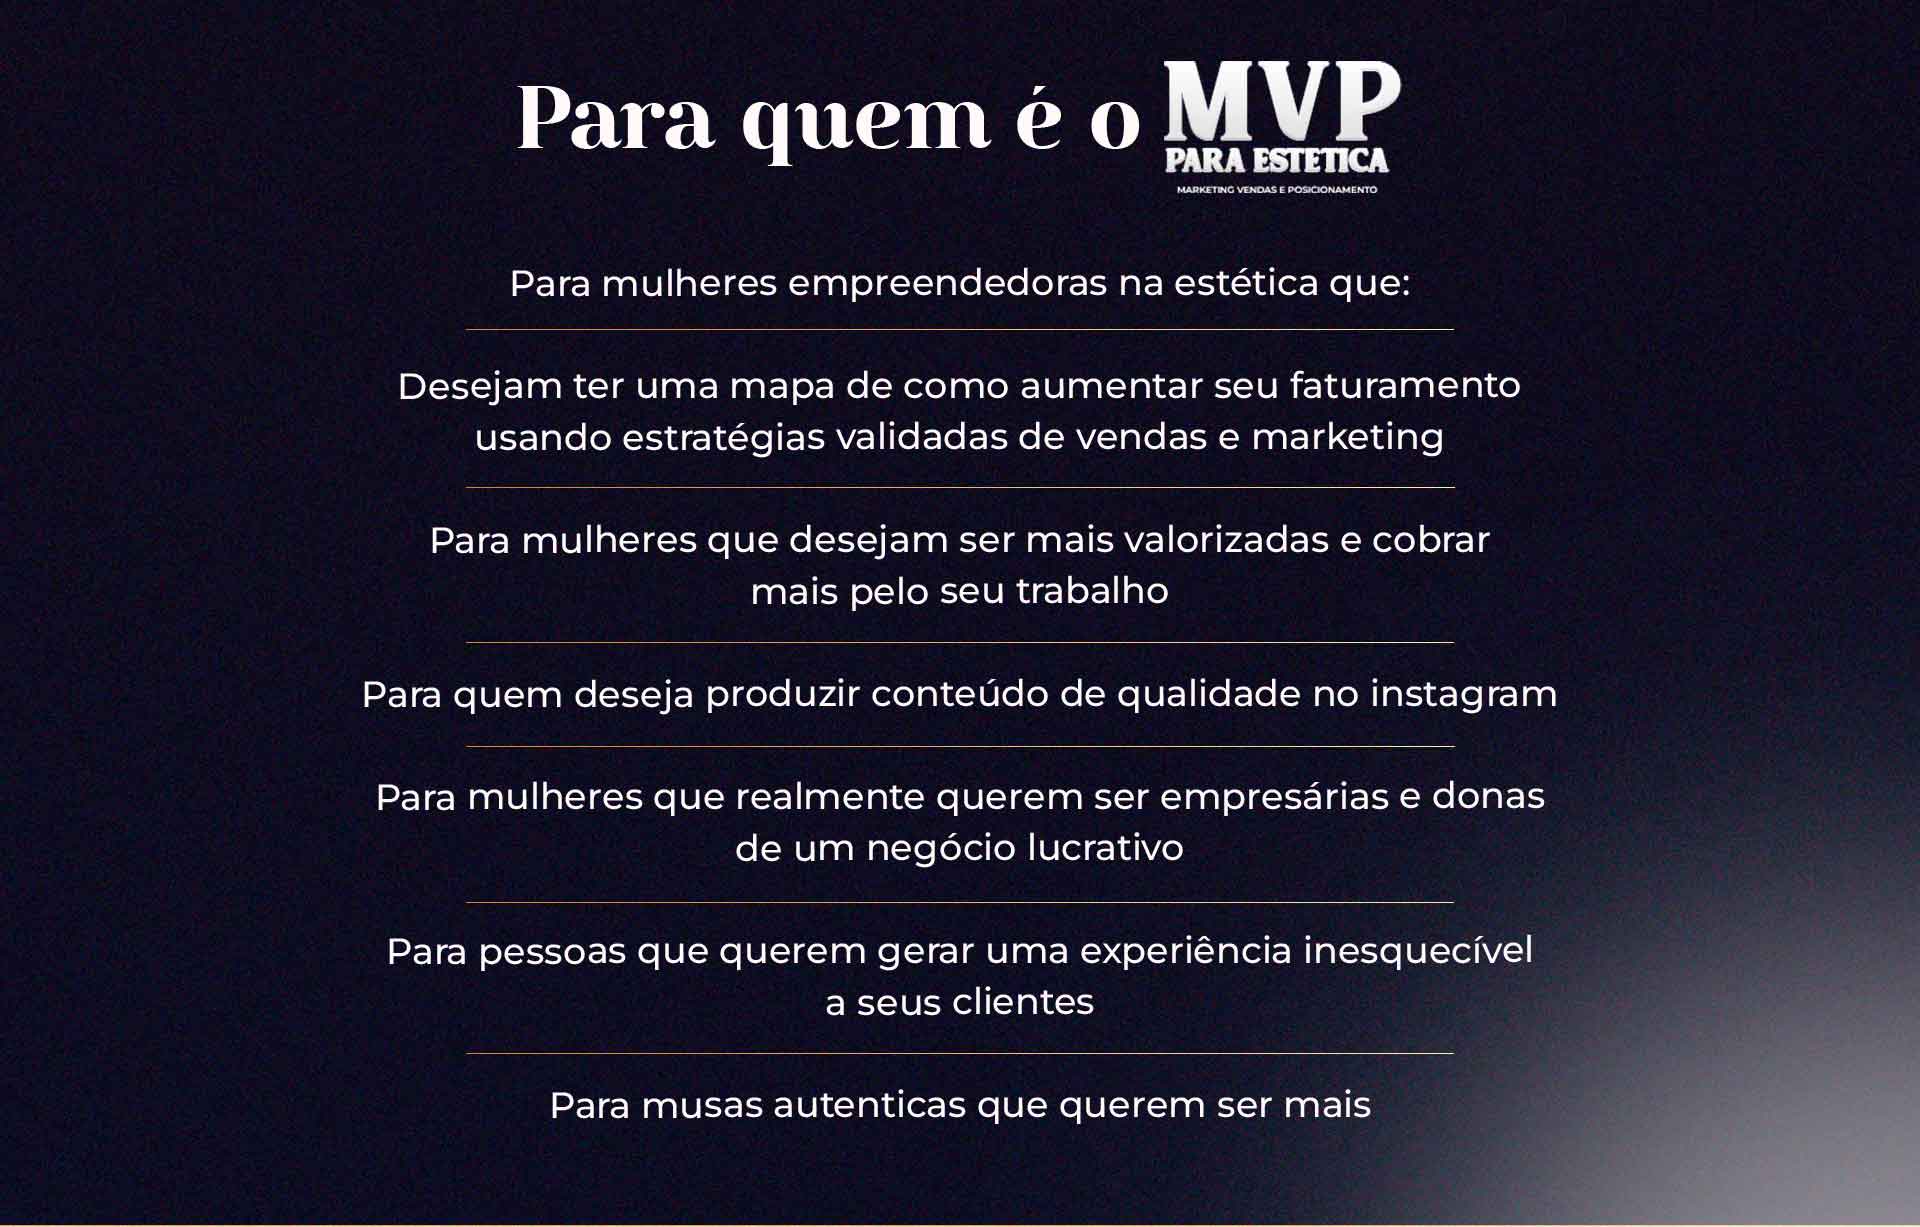 Para quem é o MVP
PARA ESTETICA
MARKETING VENDAS E POSICIONAMENTO
Para mulheres empreendedoras na estética que:
Desejam ter uma mapa de como aumentar seu faturamento
usando estratégias validadas de vendas e marketing
Para mulheres que desejam ser mais valorizadas e cobrar
mais pelo seu trabalho
Para quem deseja produzir conteúdo de qualidade no instagram
Para mulheres que realmente querem ser empresárias e donas
de um negócio lucrativo
Para pessoas que querem gerar uma experiência inesquecível
a seus clientes
Para musas autenticas que querem ser mais